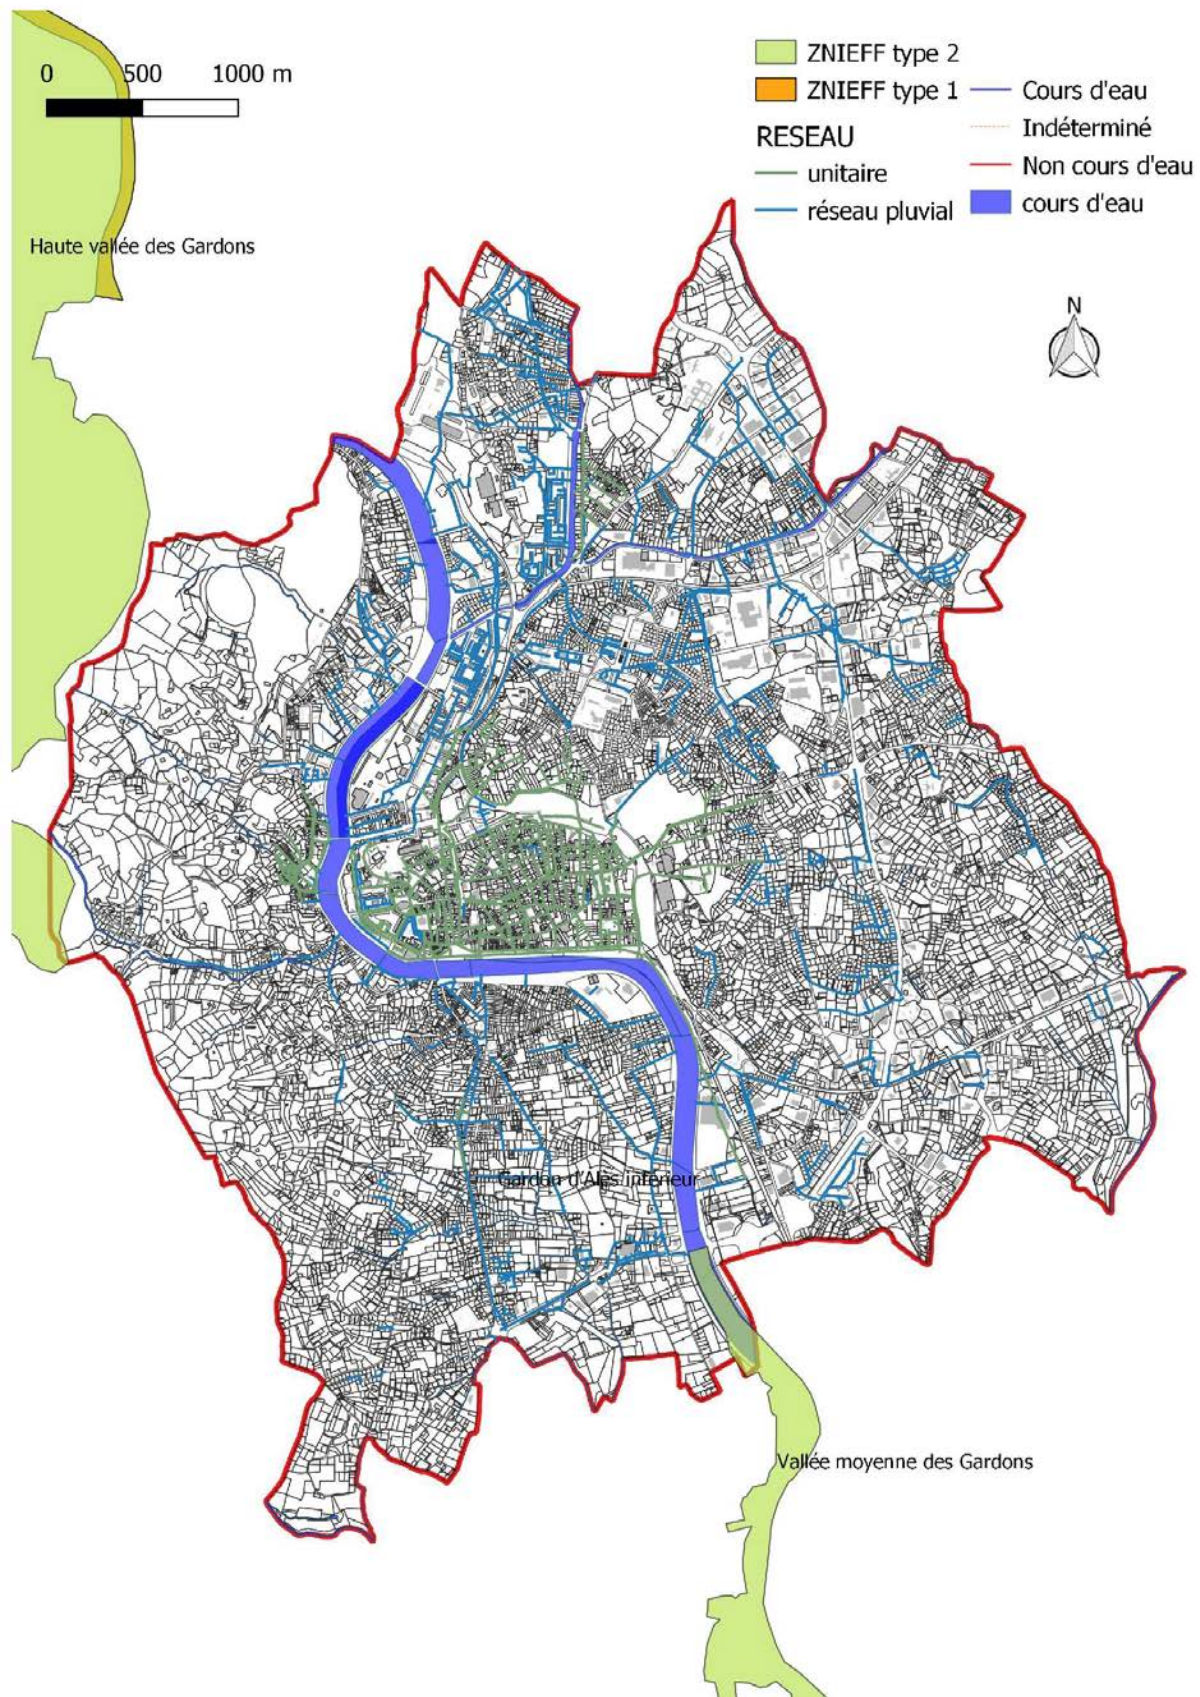 0 500 1000 m
ZNIEFF type 2
ZNIEFF type 1
RESEAU
unitaire
réseau pluvial
Cours d'eau
Indéterminé
Non cours d'eau
cours d'eau
Haute vallée des Gardons
N
Gardon d'Alès inférieur
Vallée moyenne des Gardons